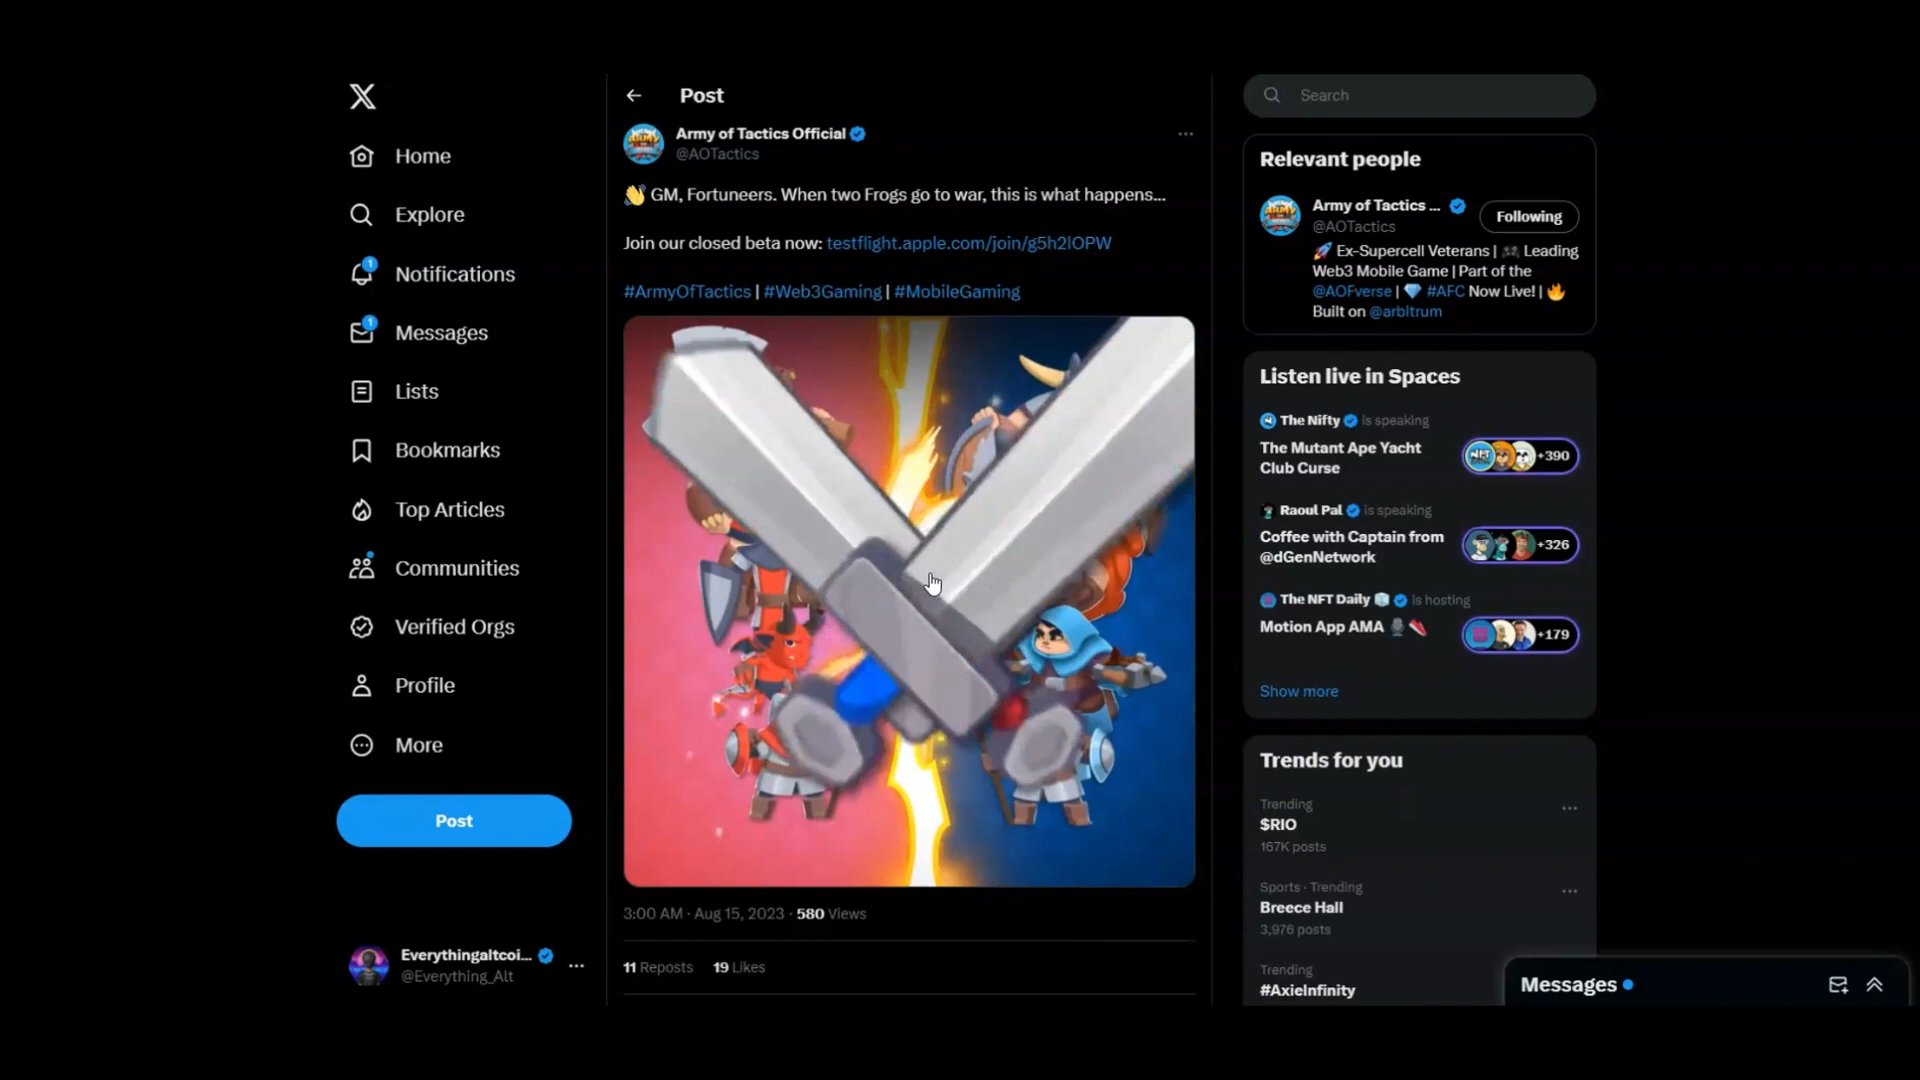 Home
Explore
1
Notifications
1
Messages
Lists
Bookmarks
Top Articles
Communities
Verified Orgs
Profile
More
Post
Everythingaltcoi...
@Everything_Alt
Post
Army of Tactics Official
@AOTactics
👋 GM, Fortuneers. When two Frogs go to war, this is what happens...
Join our closed beta now: testflight.apple.com/join/g5h2lOPW
#ArmyOfTactics | #Web3Gaming | #MobileGaming
3:00 AM · Aug 15, 2023 · 580 Views
11 Reposts 19 Likes
Search
Relevant people
Army of Tactics ...
@AOTactics
Following
🚀 Ex-Supercell Veterans | 🎮 Leading
Web3 Mobile Game | Part of the
@AOFverse | 💎 #AFC Now Live! | 🔥
Built on @arbitrum
Listen live in Spaces
The Nifty is speaking
The Mutant Ape Yacht
Club Curse
+390
Raoul Pal is speaking
Coffee with Captain from
@dGenNetwork
+326
The NFT Daily is hosting
Motion App AMA
+179
Show more
Trends for you
Trending
$RIO
167K posts
Sports · Trending
Breece Hall
3,976 posts
Trending
#AxieInfinity
Messages